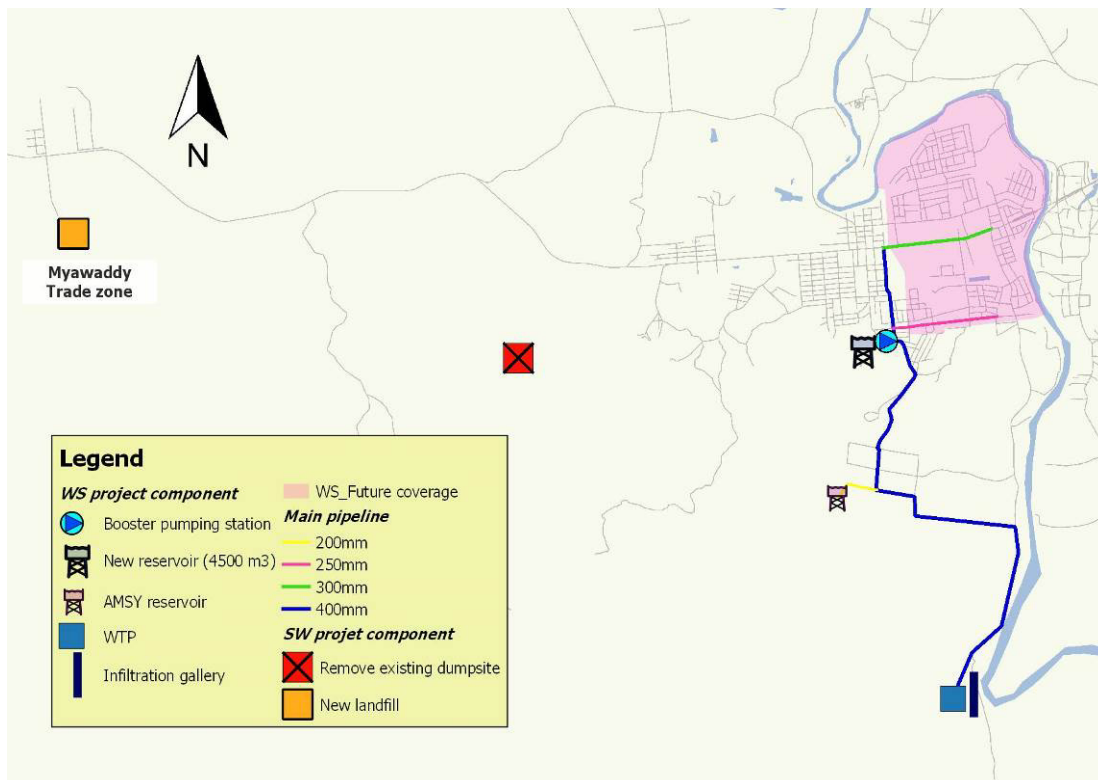 N
Myawaddy
Trade zone
Legend
WS project component
Booster pumping station
New reservoir (4500 m3)
AMSY reservoir
WTP
Infiltration gallery
WS_Future coverage
Main pipeline
200mm
250mm
300mm
400mm
SW projet component
Remove existing dumpsite
New landfill